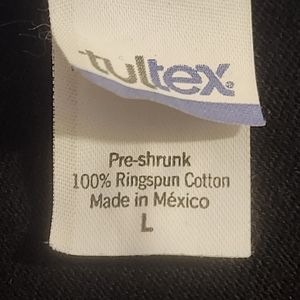 tultex
Pre-shrunk
100% Ringspun Cotton
Made in México
L